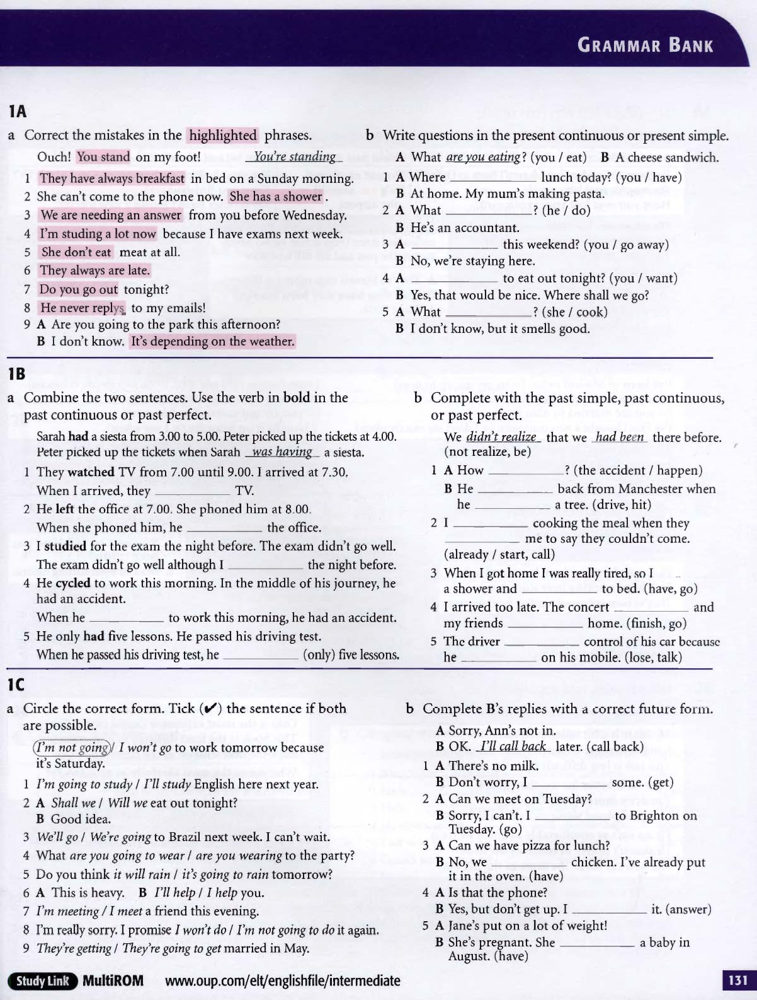 GRAMMAR BANK
1A
a Correct the mistakes in the highlighted phrases.
Ouch! You stand on my foot! You're standing
1 They have always breakfast in bed on a Sunday morning.
2 She can't come to the phone now. She has a shower.
3 We are needing an answer from you before Wednesday.
4 I'm studing a lot now because I have exams next week.
5 She don't eat meat at all.
6 They always are late.
7 Do you go out tonight?
8 He never replys to my emails!
9 A Are you going to the park this afternoon?
B I don't know. It's depending on the weather.
b Write questions in the present continuous or present simple.
A What are you eating? (you / eat) B A cheese sandwich.
1 A Where ____________ lunch today? (you / have)
B At home. My mum's making pasta.
2 A What ____________? (he / do)
B He's an accountant.
3 A ____________ this weekend? (you / go away)
B No, we're staying here.
4 A ____________ to eat out tonight? (you / want)
B Yes, that would be nice. Where shall we go?
5 A What ____________? (she / cook)
B I don't know, but it smells good.
1B
a Combine the two sentences. Use the verb in bold in the
past continuous or past perfect.
Sarah had a siesta from 3.00 to 5.00. Peter picked up the tickets at 4.00.
Peter picked up the tickets when Sarah was having a siesta.
1 They watched TV from 7.00 until 9.00. I arrived at 7.30.
When I arrived, they ____________ TV.
2 He left the office at 7.00. She phoned him at 8.00.
When she phoned him, he ____________ the office.
3 I studied for the exam the night before. The exam didn't go well.
The exam didn't go well although I ____________ the night before.
4 He cycled to work this morning. In the middle of his journey, he
had an accident.
When he ____________ to work this morning, he had an accident.
5 He only had five lessons. He passed his driving test.
When he passed his driving test, he ____________ (only) five lessons.
b Complete with the past simple, past continuous,
or past perfect.
We didn't realize that we had been there before.
(not realize, be)
1 A How ____________? (the accident / happen)
B He ____________ back from Manchester when
he ____________ a tree. (drive, hit)
2 I ____________ cooking the meal when they
____________ me to say they couldn't come.
(already / start, call)
3 When I got home I was really tired, so I _
a shower and ____________ to bed. (have, go)
4 I arrived too late. The concert ____________ and
my friends ____________ home. (finish, go)
5 The driver ____________ control of his car because
he ____________ on his mobile. (lose, talk)
1C
a Circle the correct form. Tick (✔) the sentence if both
are possible.
I'm not going / I won't go to work tomorrow because
it's Saturday.
1 I'm going to study / I'll study English here next year.
2 A Shall we / Will we eat out tonight?
B Good idea.
3 We'll go / We're going to Brazil next week. I can't wait.
4 What are you going to wear / are you wearing to the party?
5 Do you think it will rain / it's going to rain tomorrow?
6 A This is heavy. B I'll help / I help you.
7 I'm meeting / I meet a friend this evening.
8 I'm really sorry. I promise I won't do / I'm not going to do it again.
9 They're getting / They're going to get married in May.
b Complete B's replies with a correct future form.
A Sorry, Ann's not in.
B OK. I'll call back later. (call back)
1 A There's no milk.
B Don't worry, I ____________ some. (get)
2 A Can we meet on Tuesday?
B Sorry, I can't. I ____________ to Brighton on
Tuesday. (go)
3 A Can we have pizza for lunch?
B No, we ____________ chicken. I've already put
it in the oven. (have)
4 A Is that the phone?
B Yes, but don't get up. I ____________ it. (answer)
5 A Jane's put on a lot of weight!
B She's pregnant. She ____________ a baby in
August. (have)
Study Link MultiROM www.oup.com/elt/englishfile/intermediate
131